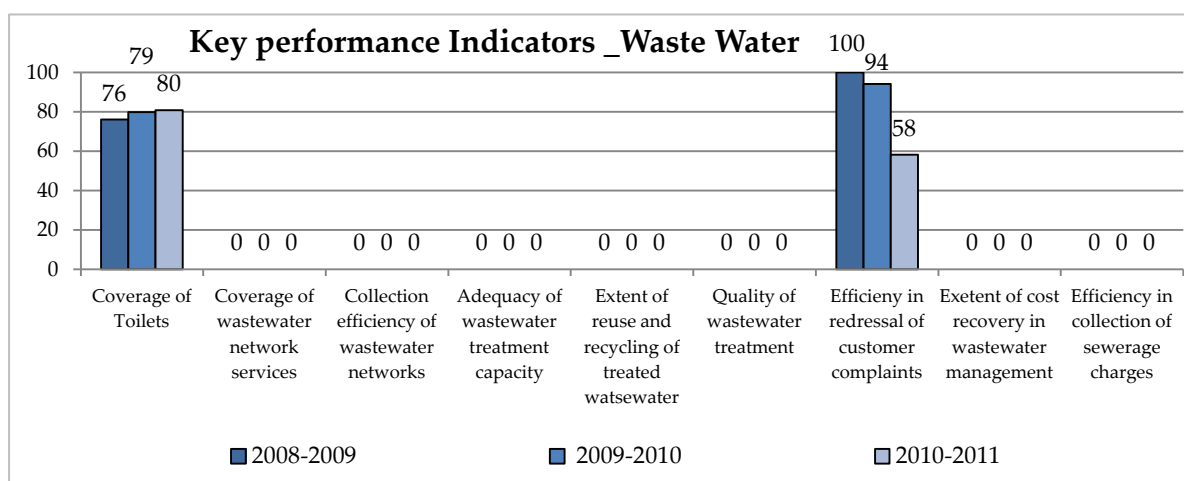 Key performance Indicators _Waste Water
100
80
60
40
20
0
76 79 80
0 0 0
0 0 0
0 0 0
0 0 0
0 0 0
100 94 58
0 0 0
0 0 0
Coverage of
Toilets
Coverage of
wastewater
network
services
Collection
efficiency of
wastewater
networks
Adequacy of
wastewater
treatment
capacity
Extent of
reuse and
recycling of
treated
watsewater
Quality of
wastewater
treatment
Efficieny in
redressal of
customer
complaints
Exetent of cost
recovery in
wastewater
management
Efficiency in
collection of
sewerage
charges
2008-2009 2009-2010 2010-2011